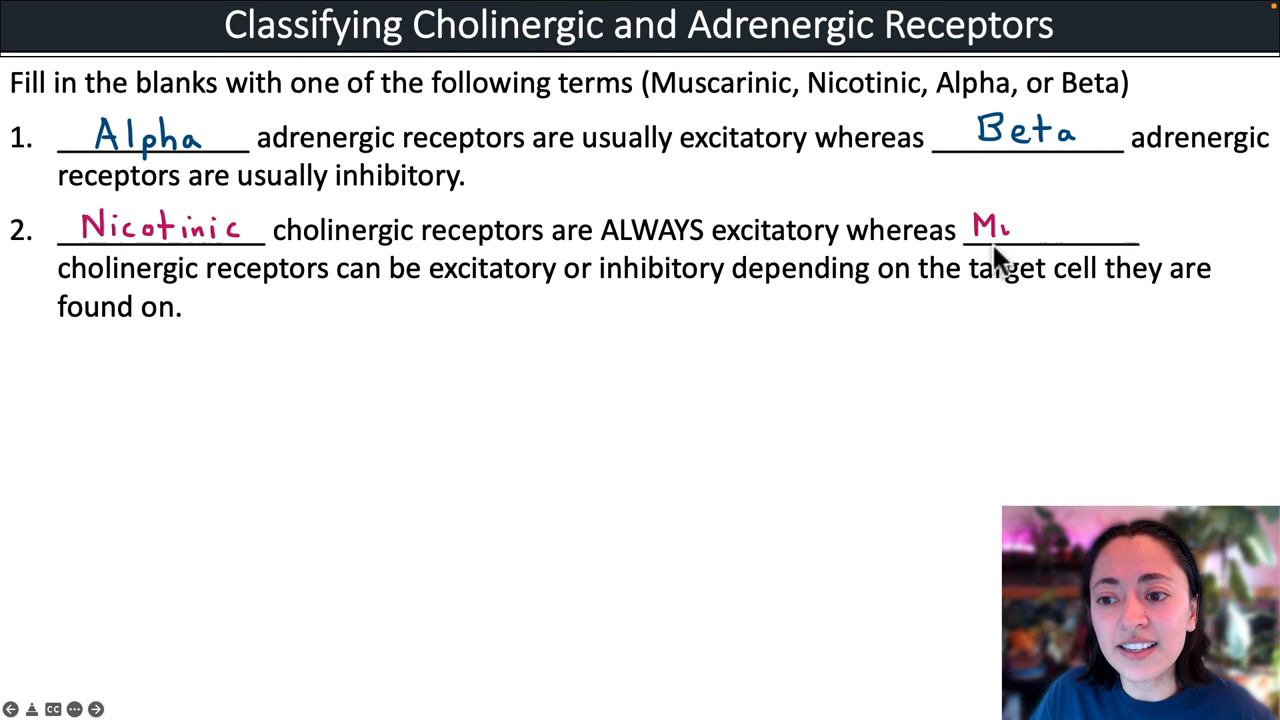 Classifying Cholinergic and Adrenergic Receptors
Fill in the blanks with one of the following terms (Muscarinic, Nicotinic, Alpha, or Beta)
1. Alpha adrenergic receptors are usually excitatory whereas Beta adrenergic
receptors are usually inhibitory.
2. Nicotinic cholinergic receptors are ALWAYS excitatory whereas Mu
cholinergic receptors can be excitatory or inhibitory depending on the target cell they are
found on.
CC